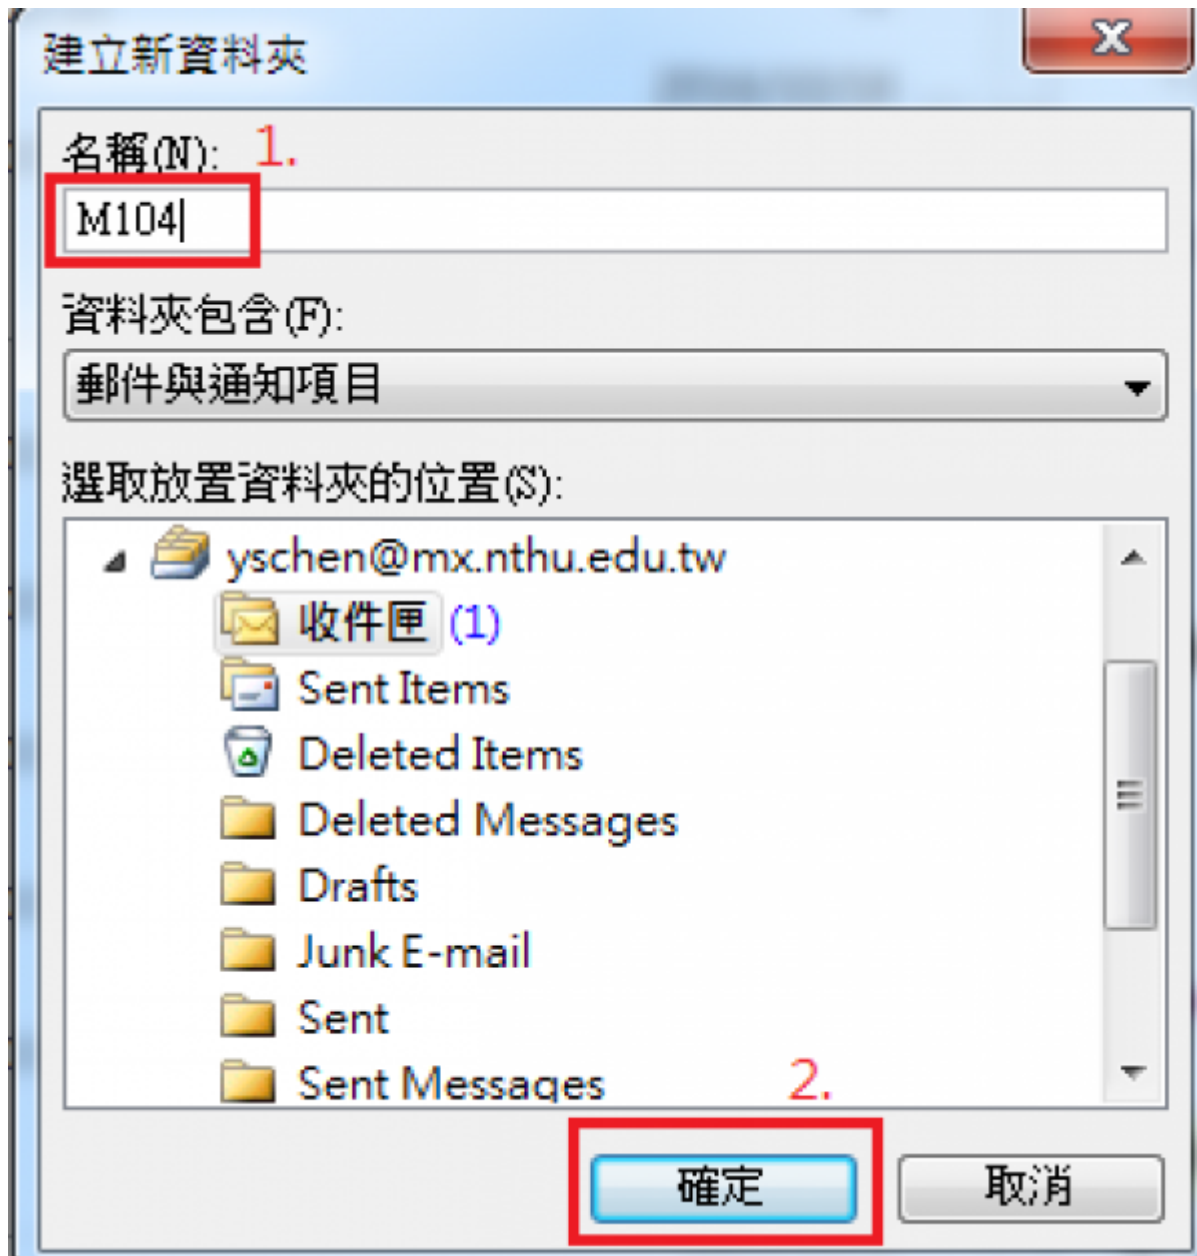 建立新資料夾
名稱(N): 1.
M104
資料夾包含(F):
郵件與通知項目
選取放置資料夾的位置(S):
yschen@mx.nthu.edu.tw
收件匣 (1)
Sent Items
Deleted Items
Deleted Messages
Drafts
Junk E-mail
Sent
Sent Messages
2.
確定 取消